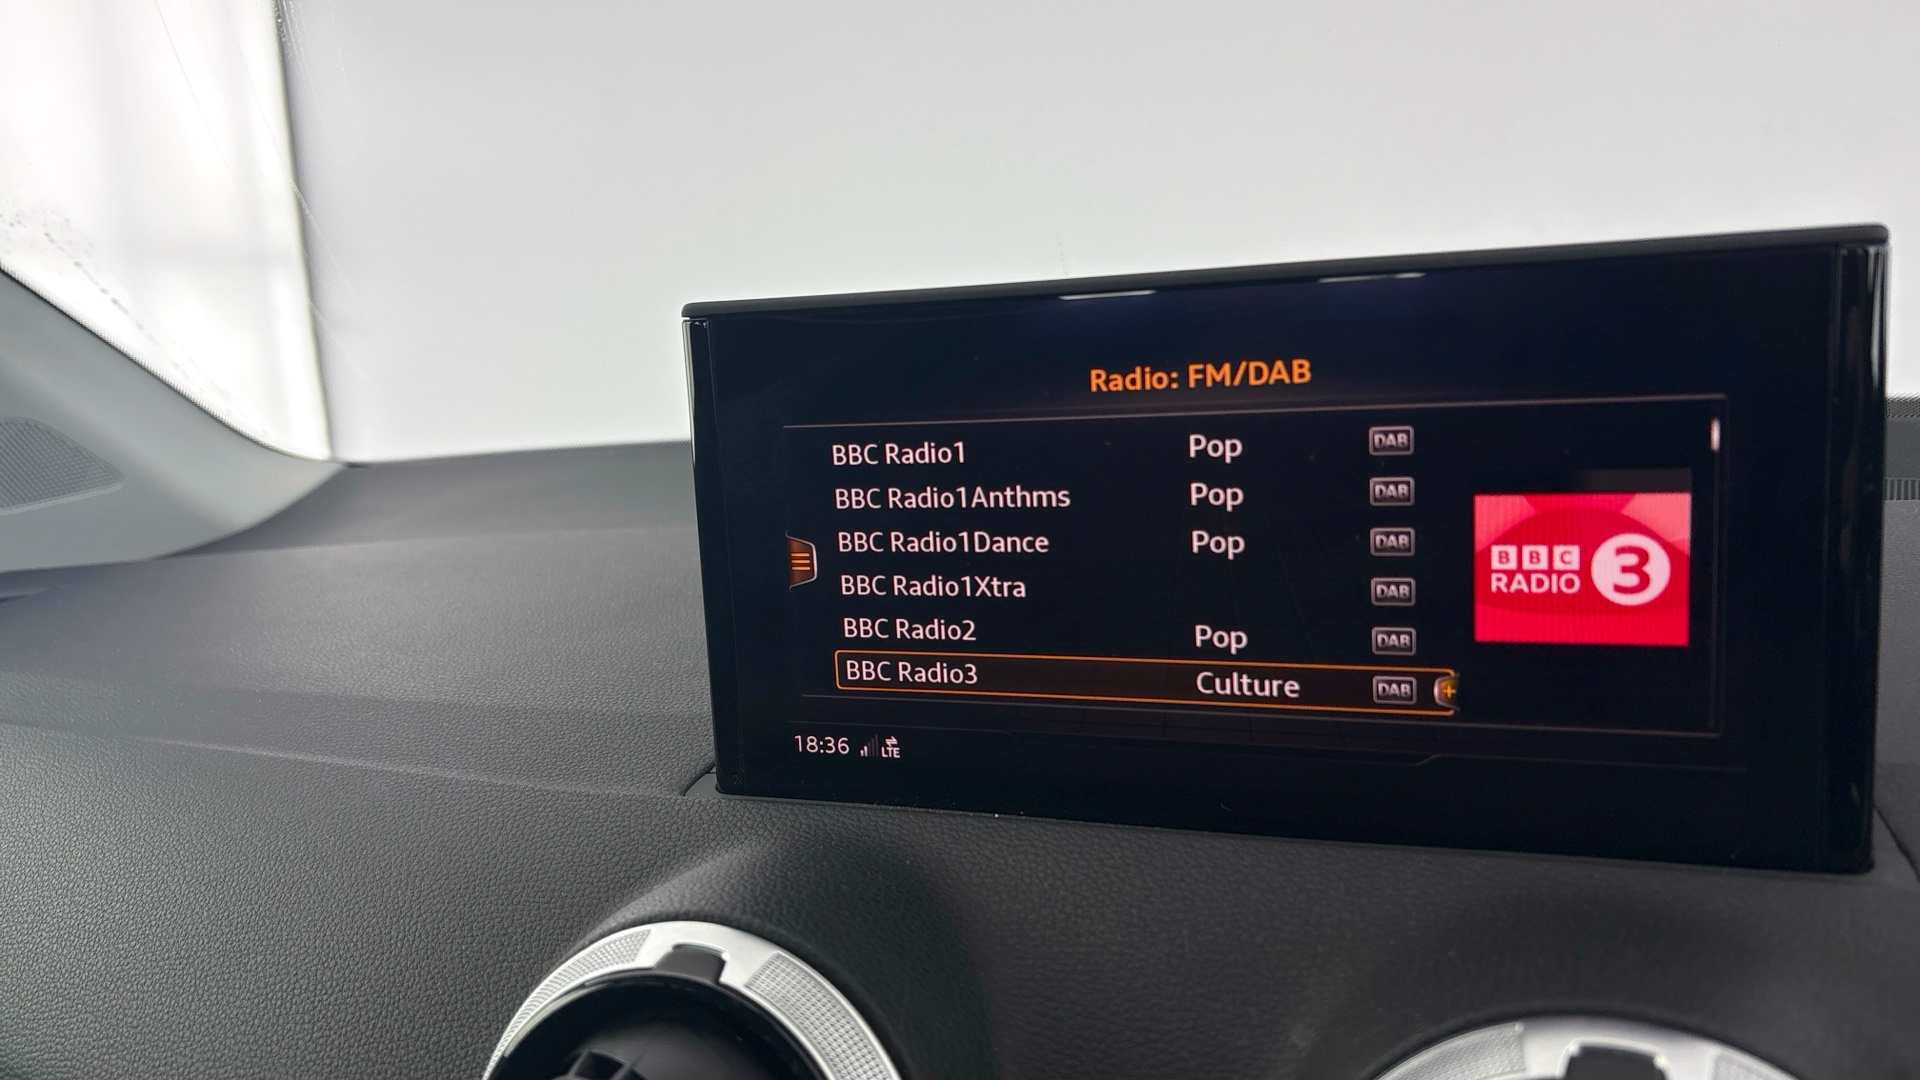 Radio: FM/DAB
BBC Radio1 Pop DAB
BBC Radio1Anthms Pop DAB
BBC Radio1Dance Pop DAB
BBC Radio1Xtra DAB
BBC Radio2 Pop DAB
BBC Radio3 Culture DAB +
BBC
RADIO 3
18:36 LTE